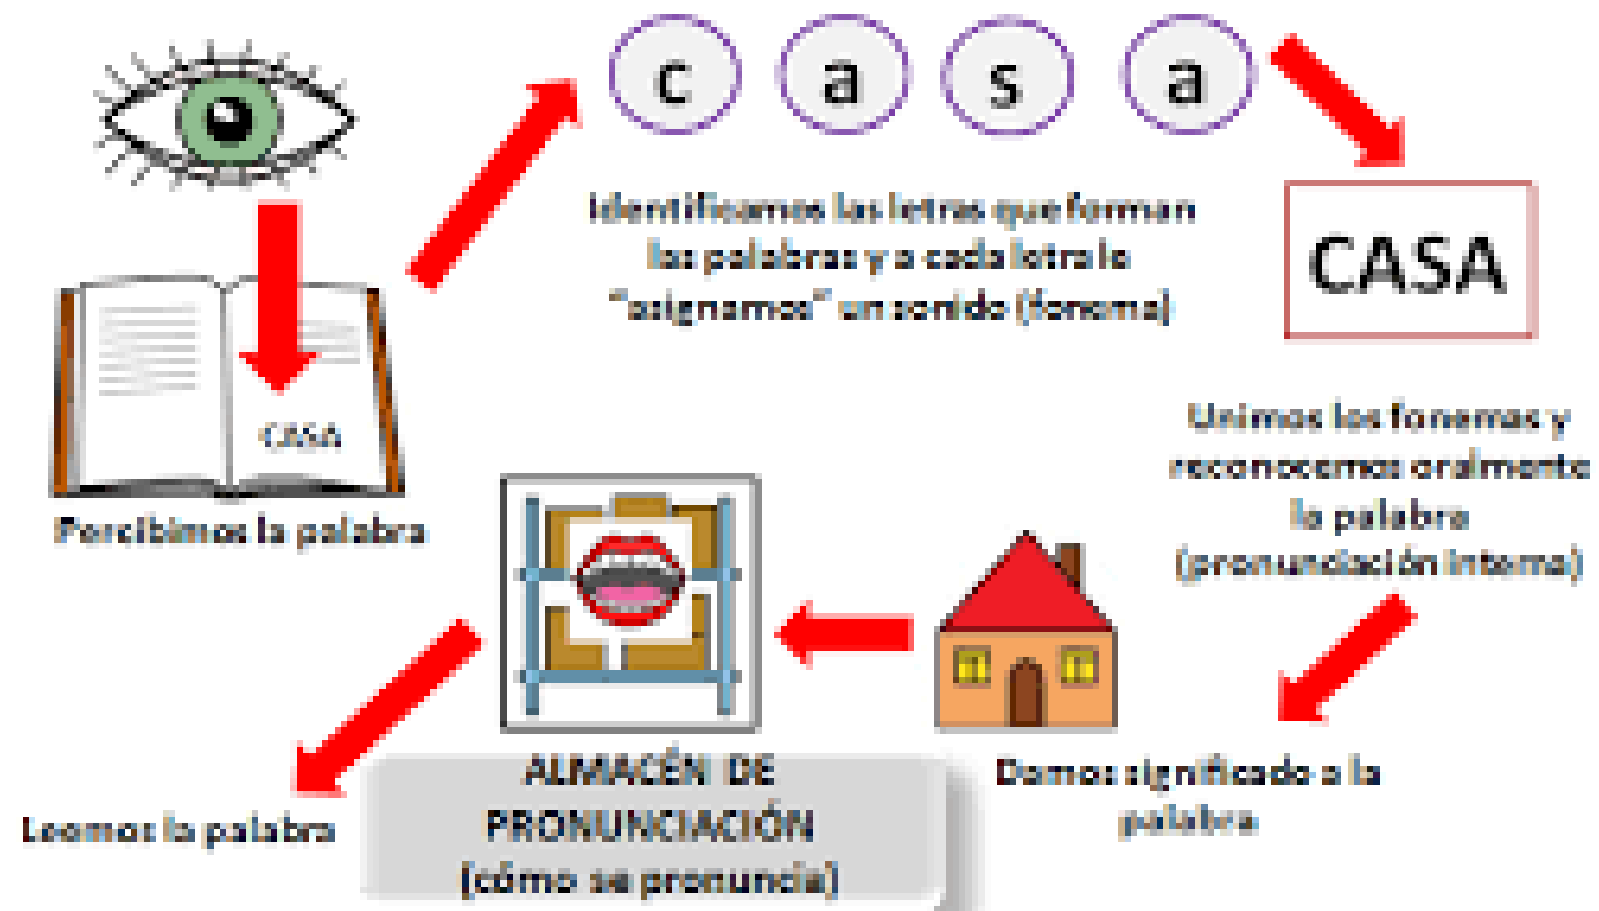 c a s a
Identificamos las letras que forman
las palabras y a cada letra le
"asignamos" un sonido (fonema)
CASA
CASA
Percibimos la palabra
Unimos los fonemas y
reconocemos oralmente
la palabra
(pronunciación interna)
Damos significado a la
palabra
ALMACÉN DE
PRONUNCIACIÓN
(cómo se pronuncia)
Leemos la palabra